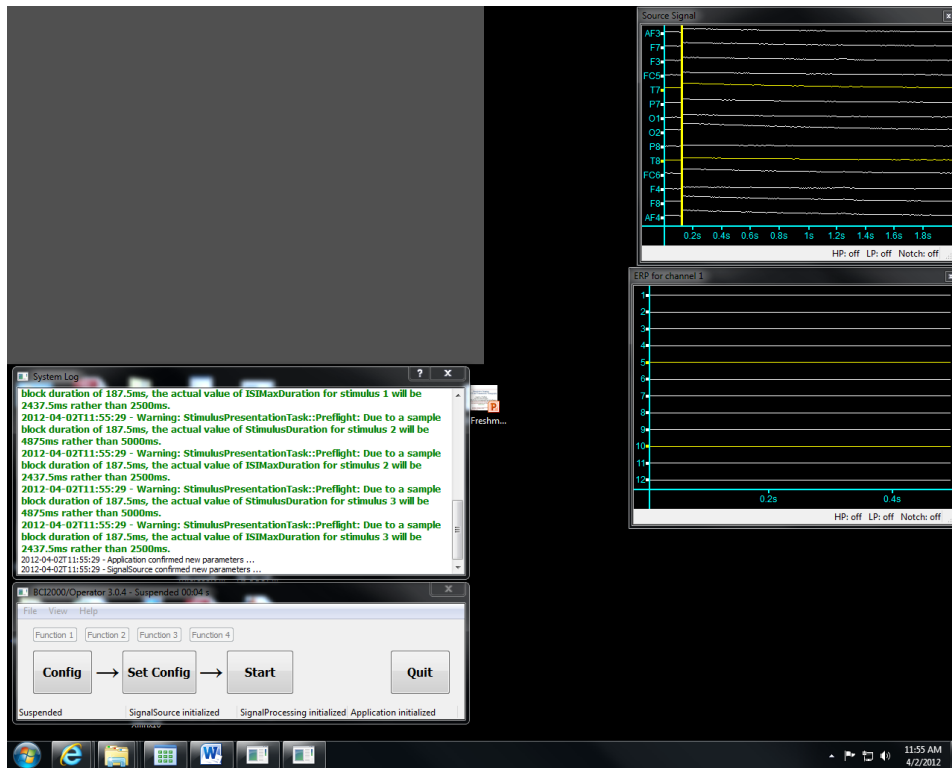 Source Signal
x
AF3
F7
F3
FC5
T7
P7
O1
O2
P8
T8
FC6
F4
F8
AF4
0.2s 0.4s 0.6s 0.8s 1s 1.2s 1.4s 1.6s 1.8s
HP: off LP: off Notch: off
ERP for channel 1
x
1
2
3
4
5
6
7
8
9
10
11
12
0.2s 0.4s
HP: off LP: off Notch: off
System Log
? X
block duration of 187.5ms, the actual value of ISIMaxDuration for stimulus 1 will be
2437.5ms rather than 2500ms.
2012-04-02T11:55:29 - Warning: StimulusPresentationTask::Preflight: Due to a sample
block duration of 187.5ms, the actual value of StimulusDuration for stimulus 2 will be
4875ms rather than 5000ms.
2012-04-02T11:55:29 - Warning: StimulusPresentationTask::Preflight: Due to a sample
block duration of 187.5ms, the actual value of ISIMaxDuration for stimulus 2 will be
2437.5ms rather than 2500ms.
2012-04-02T11:55:29 - Warning: StimulusPresentationTask::Preflight: Due to a sample
block duration of 187.5ms, the actual value of StimulusDuration for stimulus 3 will be
4875ms rather than 5000ms.
2012-04-02T11:55:29 - Warning: StimulusPresentationTask::Preflight: Due to a sample
block duration of 187.5ms, the actual value of ISIMaxDuration for stimulus 3 will be
2437.5ms rather than 2500ms.
2012-04-02T11:55:29 - Application confirmed new parameters ...
2012-04-02T11:55:29 - SignalSource confirmed new parameters ...
P
Freshm...
BCI2000/Operator 3.0.4 - Suspended 00:04 s
X
File View Help
Function 1 Function 2 Function 3 Function 4
Config → Set Config → Start Quit
Suspended SignalSource initialized SignalProcessing initialized Application initialized
W
11:55 AM
4/2/2012